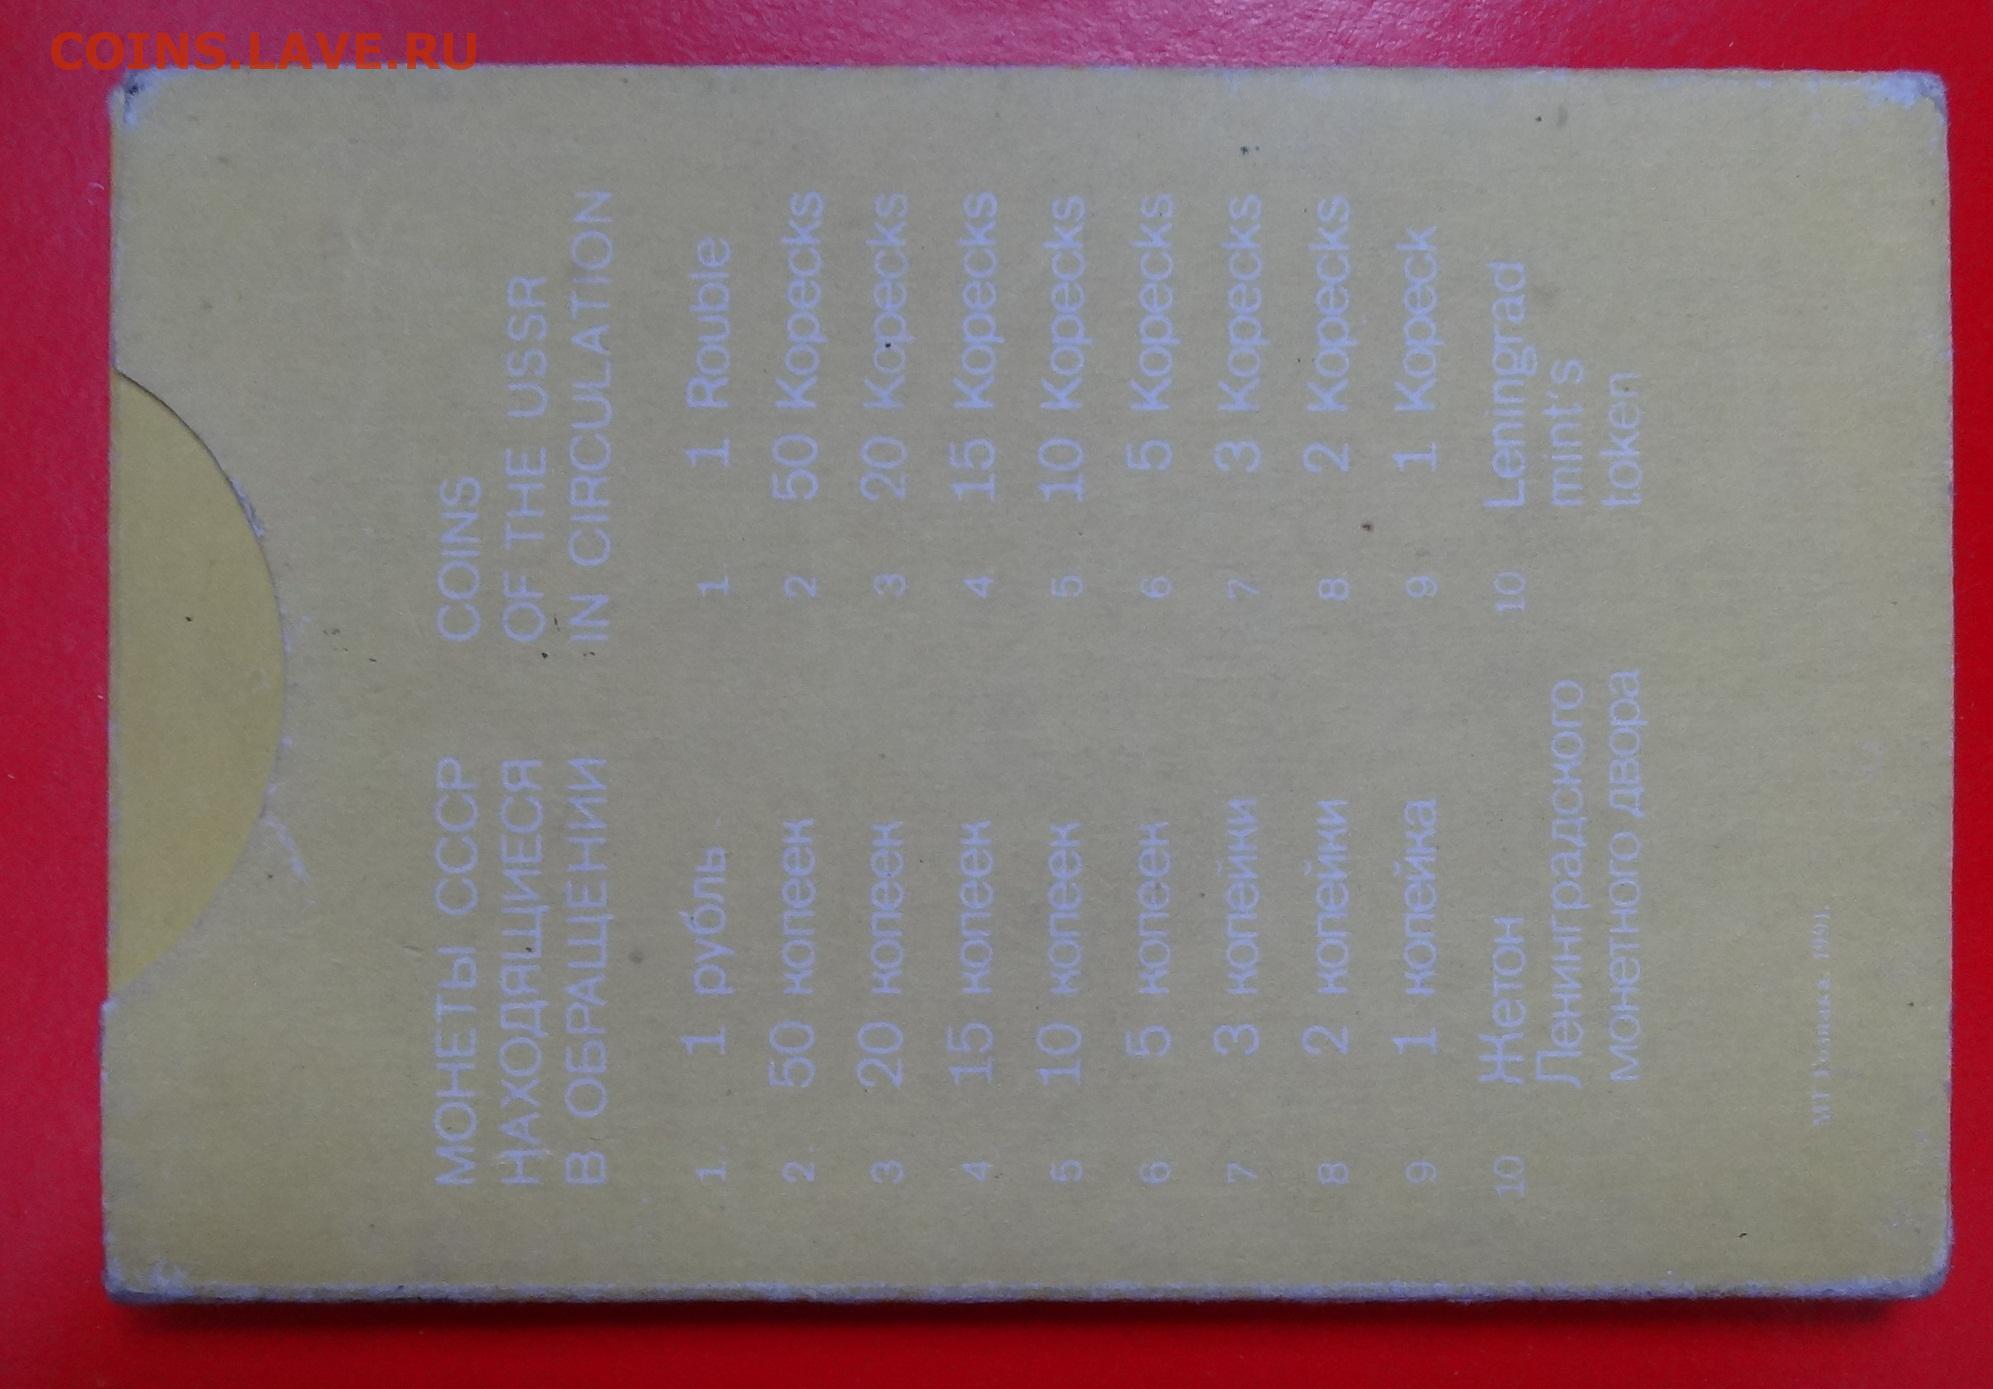 COINS.LAVE.RU
МОНЕТЫ СССР
НАХОДЯЩИЕСЯ
В ОБРАЩЕНИИ
1. 1 рубль
2. 50 копеек
3 20 копеек
4 15 копеек
5 10 копеек
6 5 копеек
7 3 копейки
8 2 копейки
9 1 копейка
10 Жетон
Ленинградского
монетного двора
COINS
OF THE USSR
IN CIRCULATION
1. 1 Rouble
2 50 Kopecks
3 20 Kopecks
4 15 Kopecks
5. 10 Kopecks
6 5 Kopecks
7 3 Kopecks
8. 2 Kopecks
9 1 Kopeck
10 Leningrad
mint's
token
МТ Гознака. 1991.